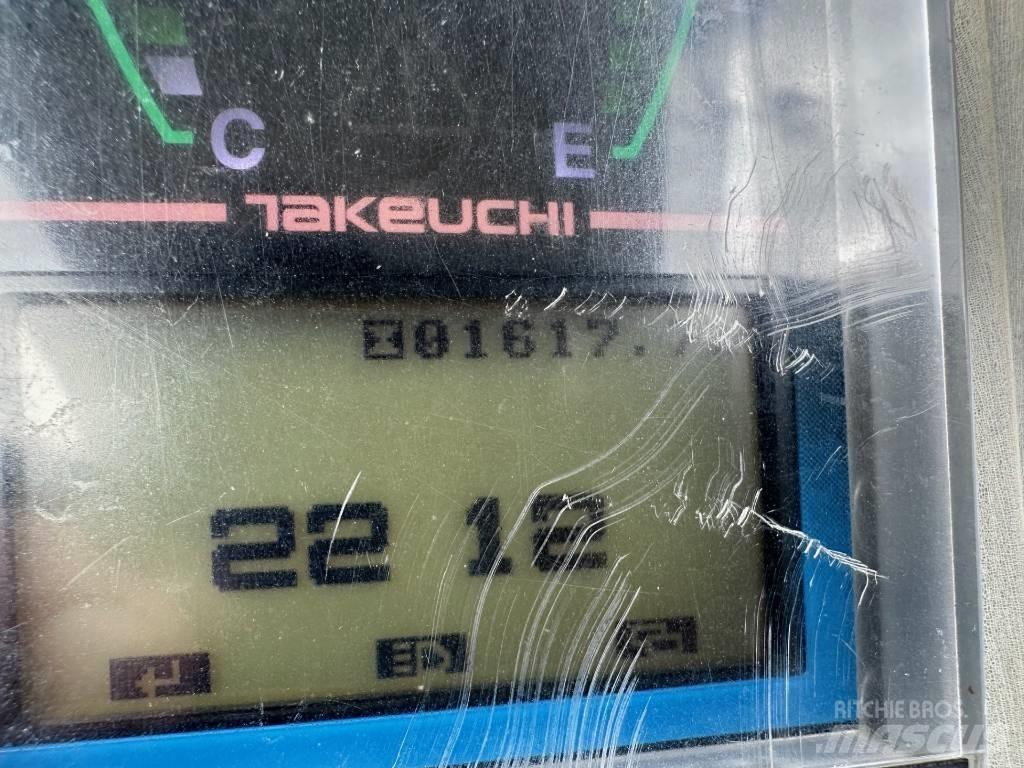 C E
TAKEUCHI
01617.
22 12
RITCHIE BROS.
mascus